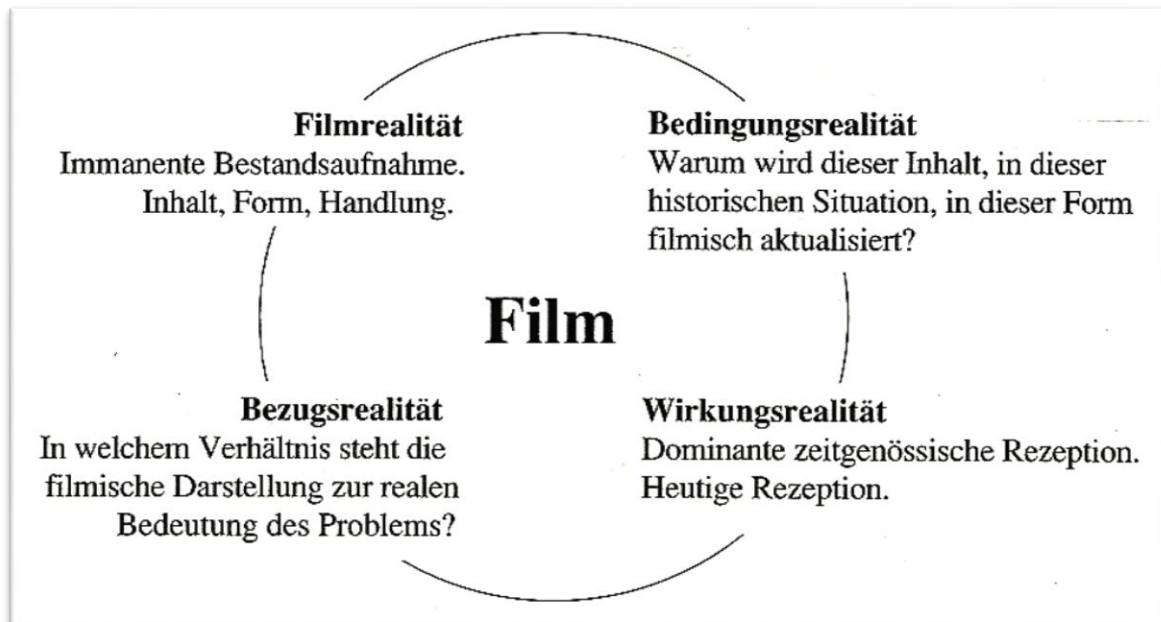 Filmrealität
Immanente Bestandsaufnahme.
Inhalt, Form, Handlung.
Bedingungsrealität
Warum wird dieser Inhalt, in dieser
historischen Situation, in dieser Form
filmisch aktualisiert?
Film
Bezugsrealität
In welchem Verhältnis steht die
filmische Darstellung zur realen
Bedeutung des Problems?
Wirkungsrealität
Dominante zeitgenössische Rezeption.
Heutige Rezeption.